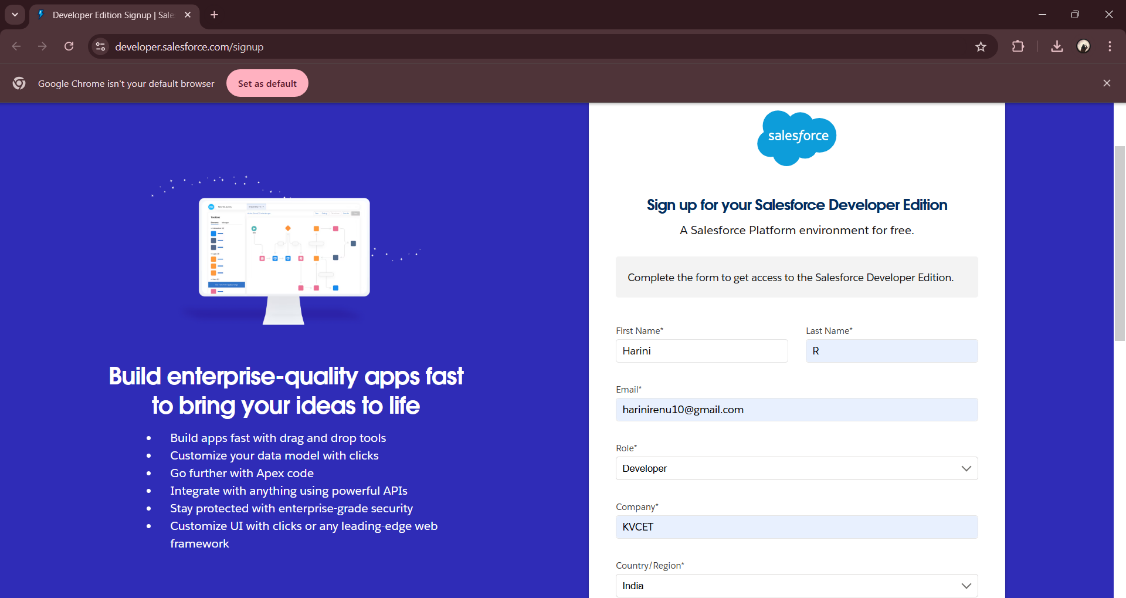 Developer Edition Signup | Sale
developer.salesforce.com/signup
Google Chrome isn't your default browser
Set as default
Build enterprise-quality apps fast
to bring your ideas to life
• Build apps fast with drag and drop tools
• Customize your data model with clicks
• Go further with Apex code
• Integrate with anything using powerful APIs
• Stay protected with enterprise-grade security
• Customize UI with clicks or any leading-edge web
framework
salesforce
Sign up for your Salesforce Developer Edition
A Salesforce Platform environment for free.
Complete the form to get access to the Salesforce Developer Edition.
First Name* Last Name*
Harini R
Email*
harinirenu10@gmail.com
Role*
Developer
Company*
KVCET
Country/Region*
India